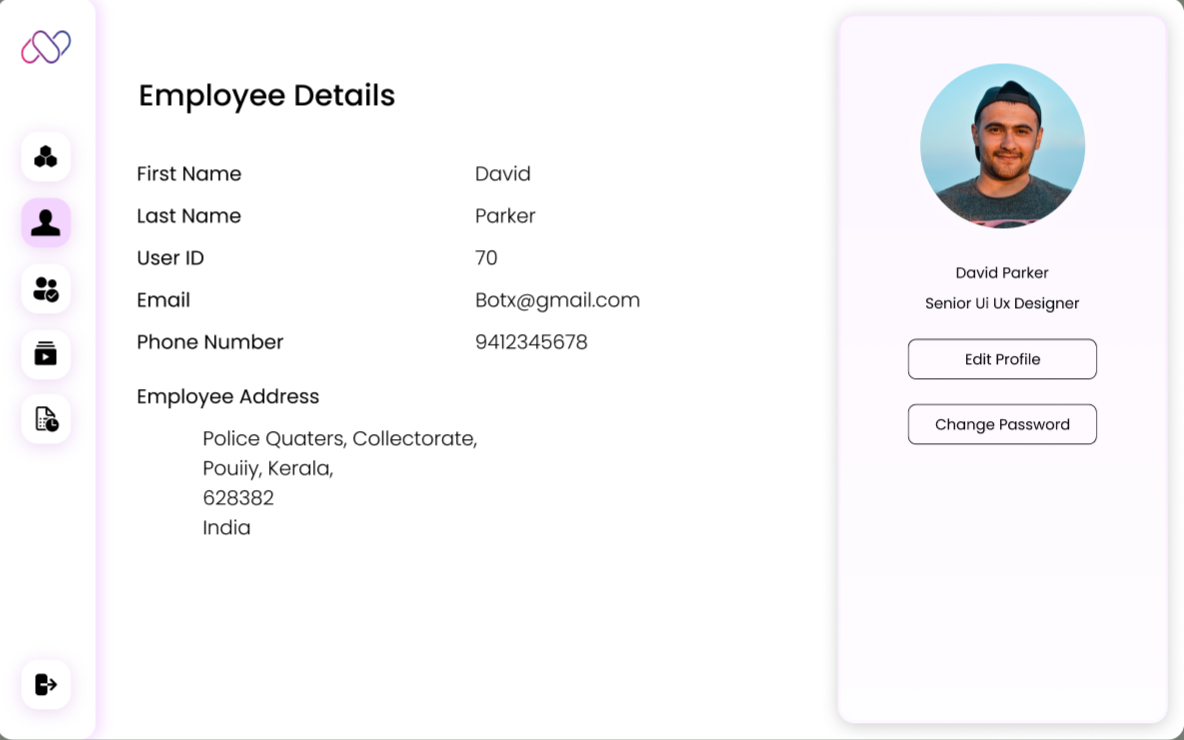 Employee Details
First Name David
Last Name Parker
User ID 70
Email Botx@gmail.com
Phone Number 9412345678
Employee Address
Police Quaters, Collectorate,
Pouiiy, Kerala,
628382
India
David Parker
Senior Ui Ux Designer
Edit Profile
Change Password